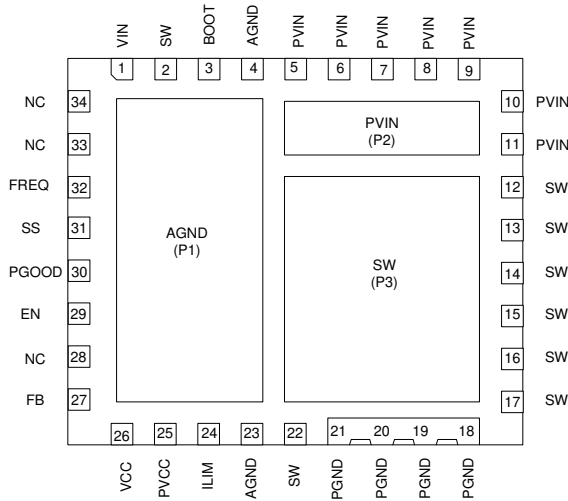 VIN SW BOOT AGND PVIN PVIN PVIN PVIN PVIN
1 2 3 4 5 6 7 8 9
NC 34 10 PVIN
NC 33 11 PVIN
PVIN
(P2)
FREQ 32 12 SW
SS 31 13 SW
AGND
(P1)
SW
(P3)
PGOOD 30 14 SW
EN 29 15 SW
NC 28 16 SW
FB 27 17 SW
26 25 24 23 22 21 20 19 18
VCC PVCC ILIM AGND SW PGND PGND PGND PGND